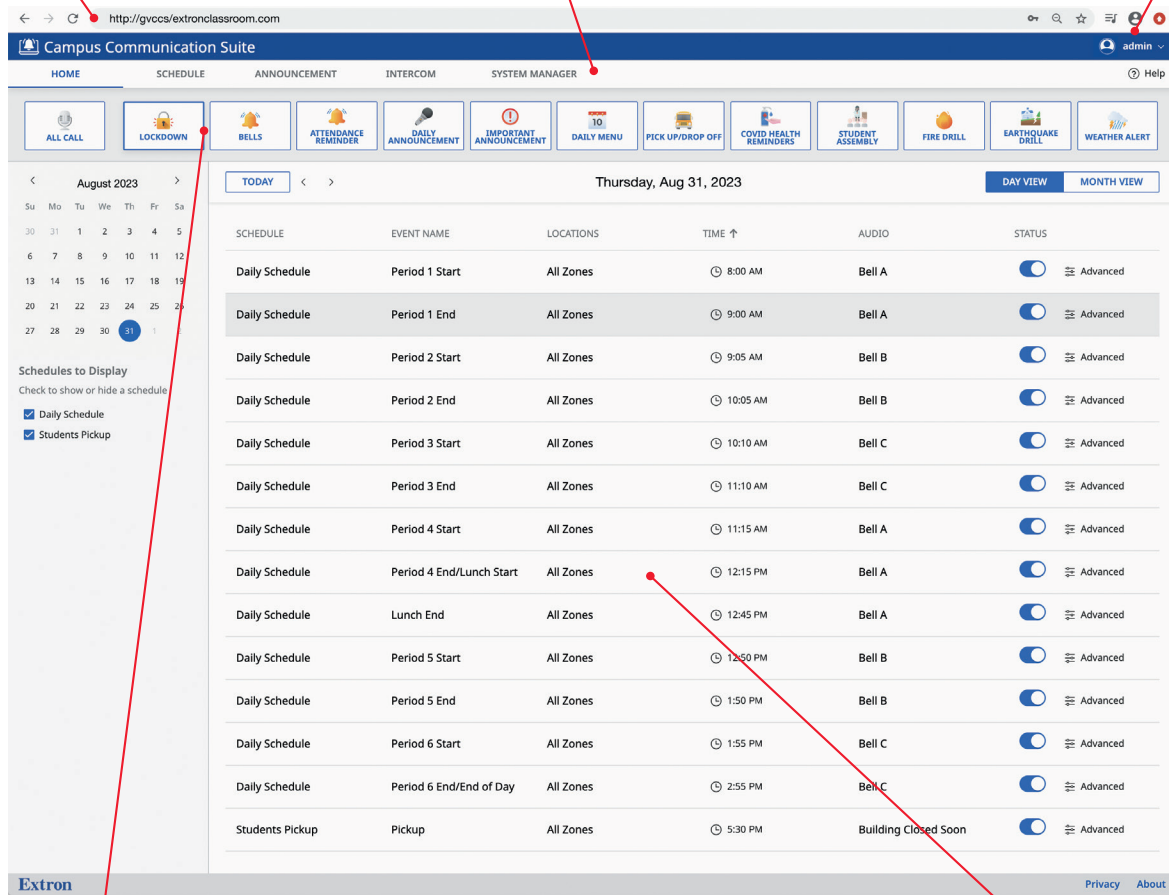 http://gvccs/extronclassroom.com
Campus Communication Suite
admin
HOME SCHEDULE ANNOUNCEMENT INTERCOM SYSTEM MANAGER Help
ALL CALL
LOCKDOWN
BELLS
ATTENDANCE
REMINDER
DAILY
ANNOUNCEMENT
IMPORTANT
ANNOUNCEMENT
10
DAILY MENU
PICK UP/DROP OFF
COVID HEALTH
REMINDERS
STUDENT
ASSEMBLY
FIRE DRILL
EARTHQUAKE
DRILL
WEATHER ALERT
August 2023
Su Mo Tu We Th Fr Sa
30 31 1 2 3 4 5
6 7 8 9 10 11 12
13 14 15 16 17 18 19
20 21 22 23 24 25 26
27 28 29 30 31 1
Schedules to Display
Check to show or hide a schedule
Daily Schedule
Students Pickup
TODAY Thursday, Aug 31, 2023 DAY VIEW MONTH VIEW
SCHEDULE EVENT NAME LOCATIONS TIME AUDIO STATUS
Daily Schedule Period 1 Start All Zones 8:00 AM Bell A Advanced
Daily Schedule Period 1 End All Zones 9:00 AM Bell A Advanced
Daily Schedule Period 2 Start All Zones 9:05 AM Bell B Advanced
Daily Schedule Period 2 End All Zones 10:05 AM Bell B Advanced
Daily Schedule Period 3 Start All Zones 10:10 AM Bell C Advanced
Daily Schedule Period 3 End All Zones 11:10 AM Bell C Advanced
Daily Schedule Period 4 Start All Zones 11:15 AM Bell A Advanced
Daily Schedule Period 4 End/Lunch Start All Zones 12:15 PM Bell A Advanced
Daily Schedule Lunch End All Zones 12:45 PM Bell A Advanced
Daily Schedule Period 5 Start All Zones 12:50 PM Bell B Advanced
Daily Schedule Period 5 End All Zones 1:50 PM Bell B Advanced
Daily Schedule Period 6 Start All Zones 1:55 PM Bell C Advanced
Daily Schedule Period 6 End/End of Day All Zones 2:55 PM Bell C Advanced
Students Pickup Pickup All Zones 5:30 PM Building Closed Soon Advanced
Extron Privacy About